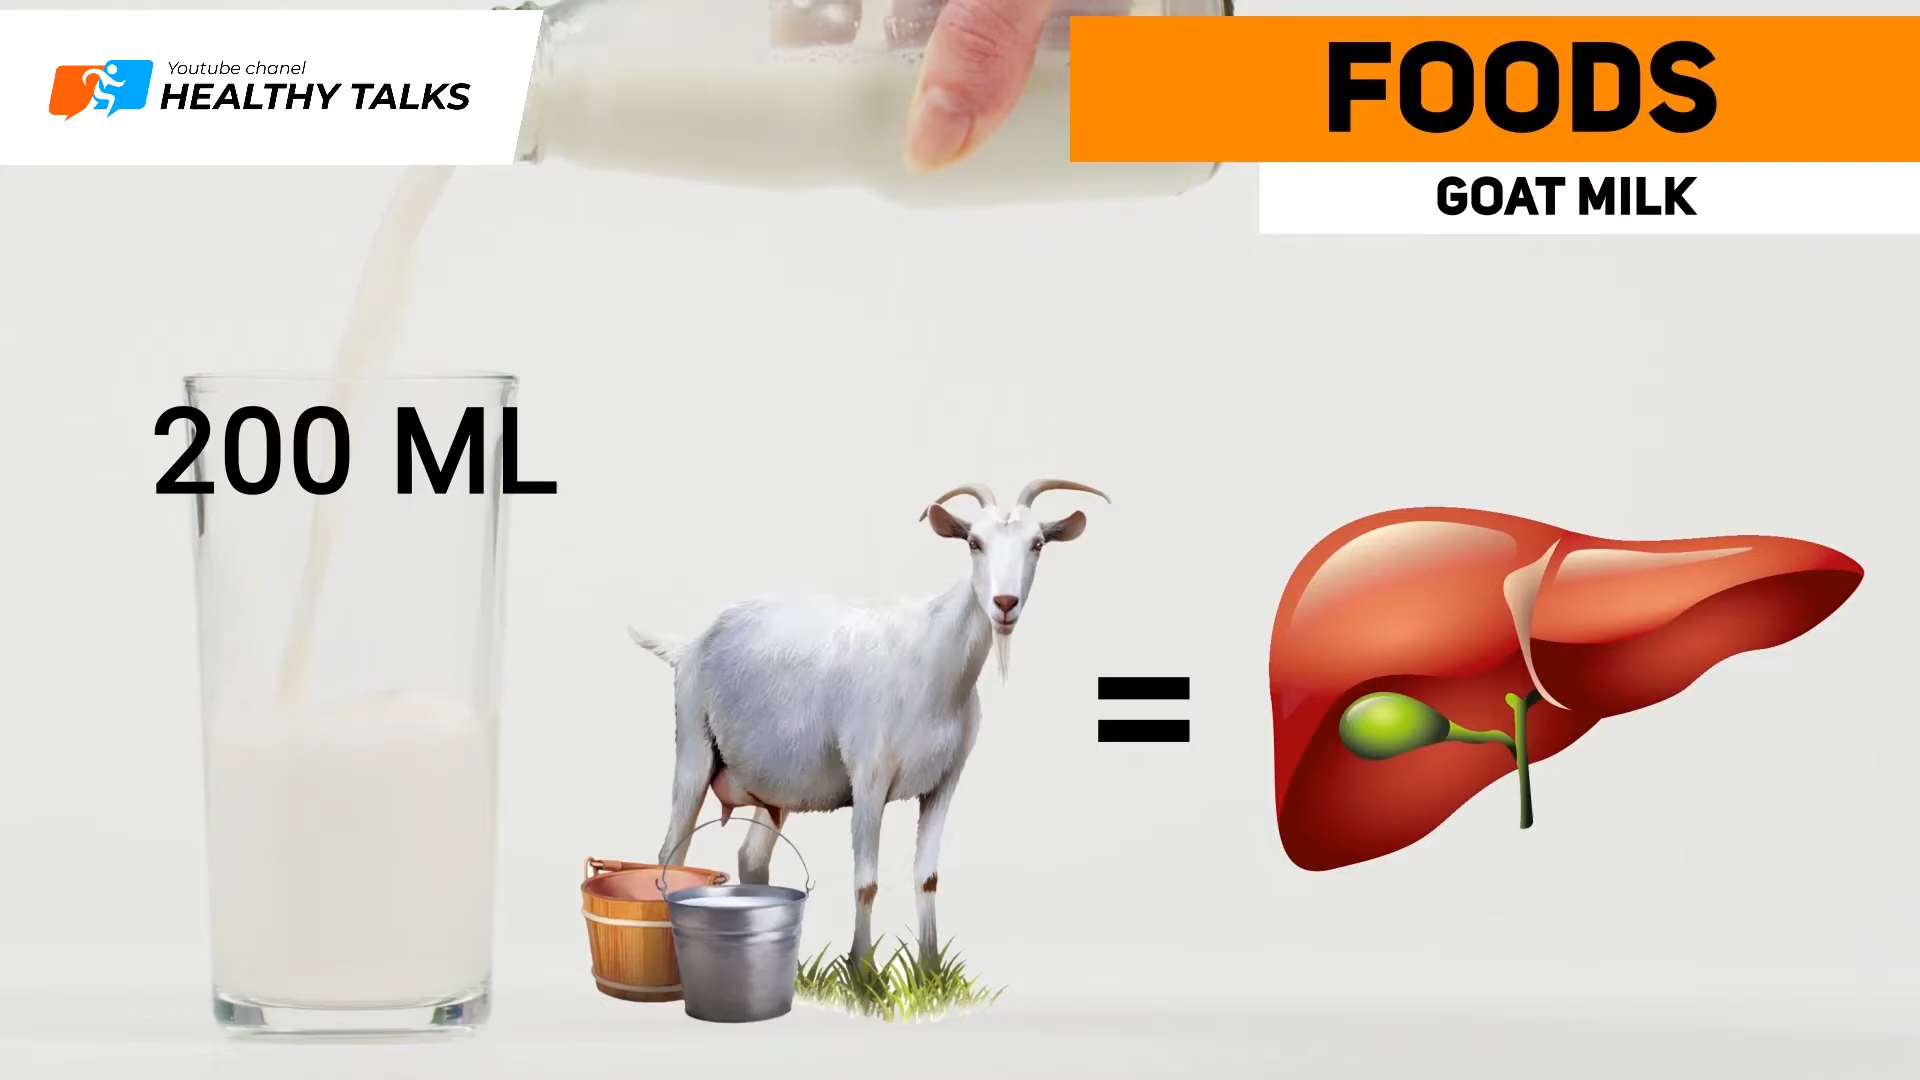 Youtube chanel
HEALTHY TALKS
FOODS
GOAT MILK
200 ML
=